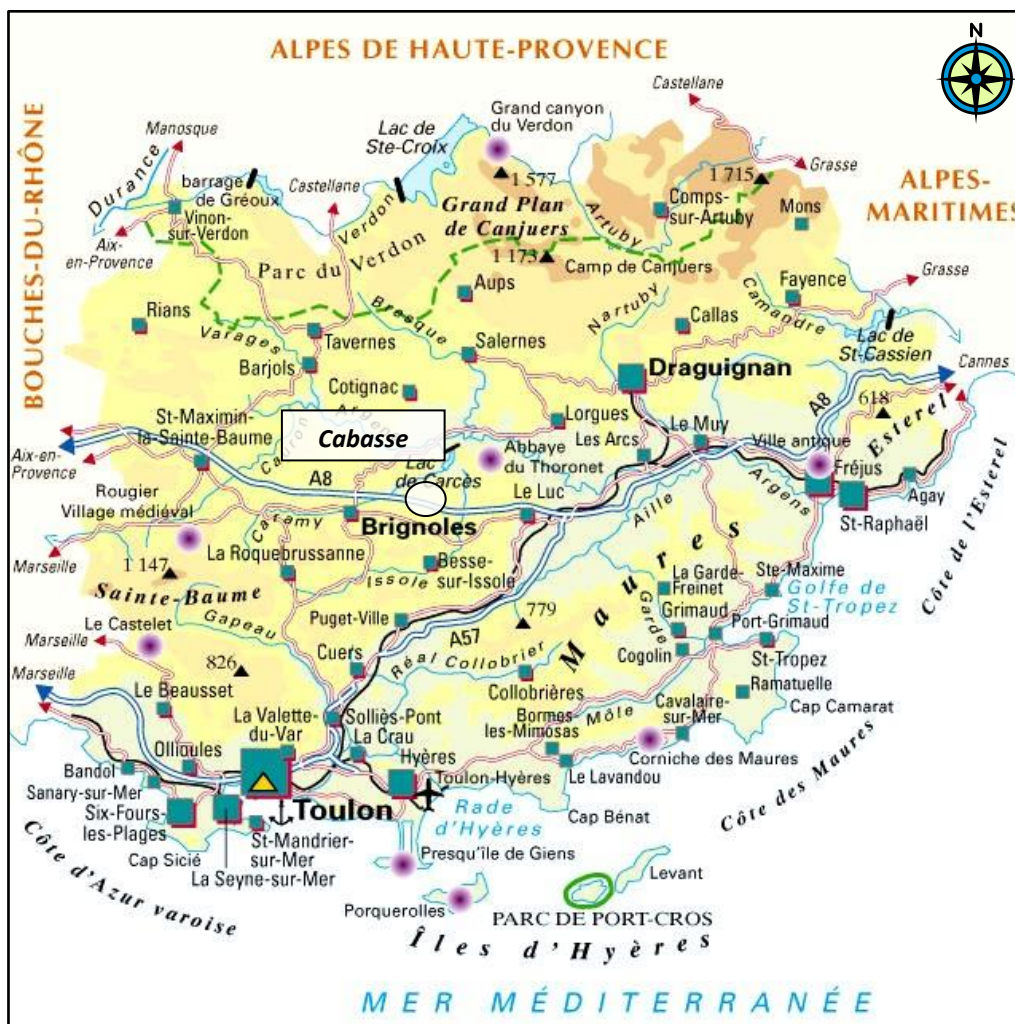 N
ALPES DE HAUTE-PROVENCE
Castellane
Grand canyon
du Verdon
Manosque
Lac de
Ste-Croix
Grasse
1 715
ALPES-
MARITIMES
BOUCHES-DU-RHÔNE
Durance
barrage
de Gréoux
Castellane
1 577
Vinon-
sur-Verdon
Verdon
Grand Plan
de Canjuers
Artuby
Comps-
sur-Artuby
Mons
Aix-
en-Provence
Parc du Verdon
1 173
Camp de Canjuers
Grasse
Aups
Fayence
Rians
Bresque
Nartuby
Callas
Camandre
Varages
Tavernes
Salernes
Lac de
St-Cassien
Barjols
Draguignan
Cannes
Cotignac
A8
618
St-Maximin-
la-Sainte-Baume
Cabasse
Lorgues
Les Arcs
Le Muy
Ville antique
Esterel
Aix-en-
Provence
Lac
de Carcès
Abbaye
du Thoronet
Fréjus
A8
Rougier
Village médiéval
Brignoles
Le Luc
Argens
Agay
St-Raphaël
Aille
Côte de l'Esterel
Marseille
Caramy
La Roquebrussanne
Besse-
sur-Issole
Issole
Maures
1 147
Sainte-Baume
La Garde-
Freinet
Ste-Maxime
Golfe de
St-Tropez
Gapeau
Puget-Ville
779
Garde
Grimaud
Port-Grimaud
Marseille
Le Castelet
A57
Réal Collobrier
Cogolin
St-Tropez
Marseille
826
Cuers
Collobrières
Ramatuelle
Le Beausset
La Valette-
du-Var
Solliès-Pont
Bormes-
les-Mimosas
Môle
Cavalaire-
sur-Mer
Cap Camarat
La Crau
Ollioules
Hyères
Corniche des Maures
Bandol
Toulon-Hyères
Le Lavandou
Sanary-sur-Mer
Six-Fours-
les-Plages
Toulon
Rade
d'Hyères
Cap Bénat
Côte des Maures
St-Mandrier-
sur-Mer
Cap Sicié
La Seyne-sur-Mer
Presqu'île de Giens
Levant
Côte d'Azur varoise
Porquerolles
PARC DE PORT-CROS
Îles d'Hyères
MER MÉDITERRANÉE